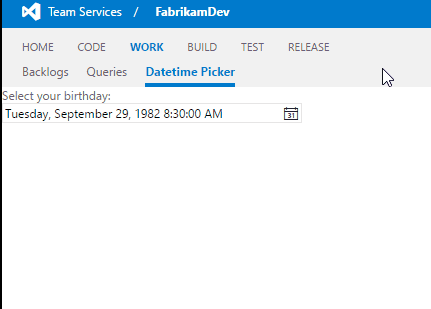 Team Services / FabrikamDev
HOME CODE WORK BUILD TEST RELEASE
Backlogs Queries Datetime Picker
Select your birthday:
Tuesday, September 29, 1982 8:30:00 AM 31